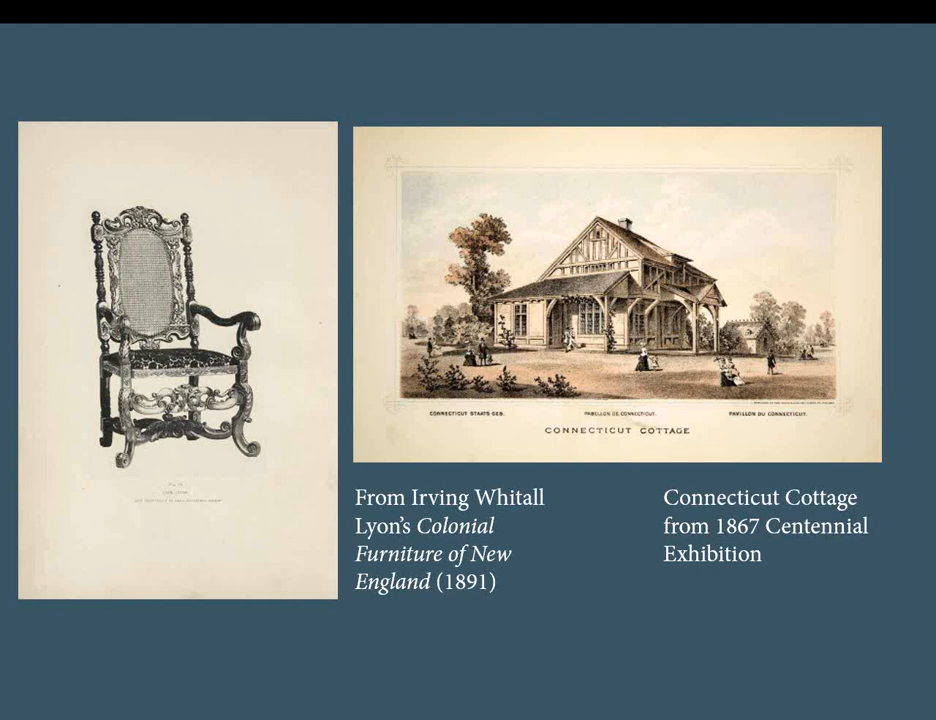 CONNECTICUT STAATS GEB.
PABELLON DE CONNECTICUT.
PAVILLON DU CONNECTICUT.
CONNECTICUT COTTAGE
From Irving Whitall
Lyon’s Colonial
Furniture of New
England (1891)
Connecticut Cottage
from 1867 Centennial
Exhibition